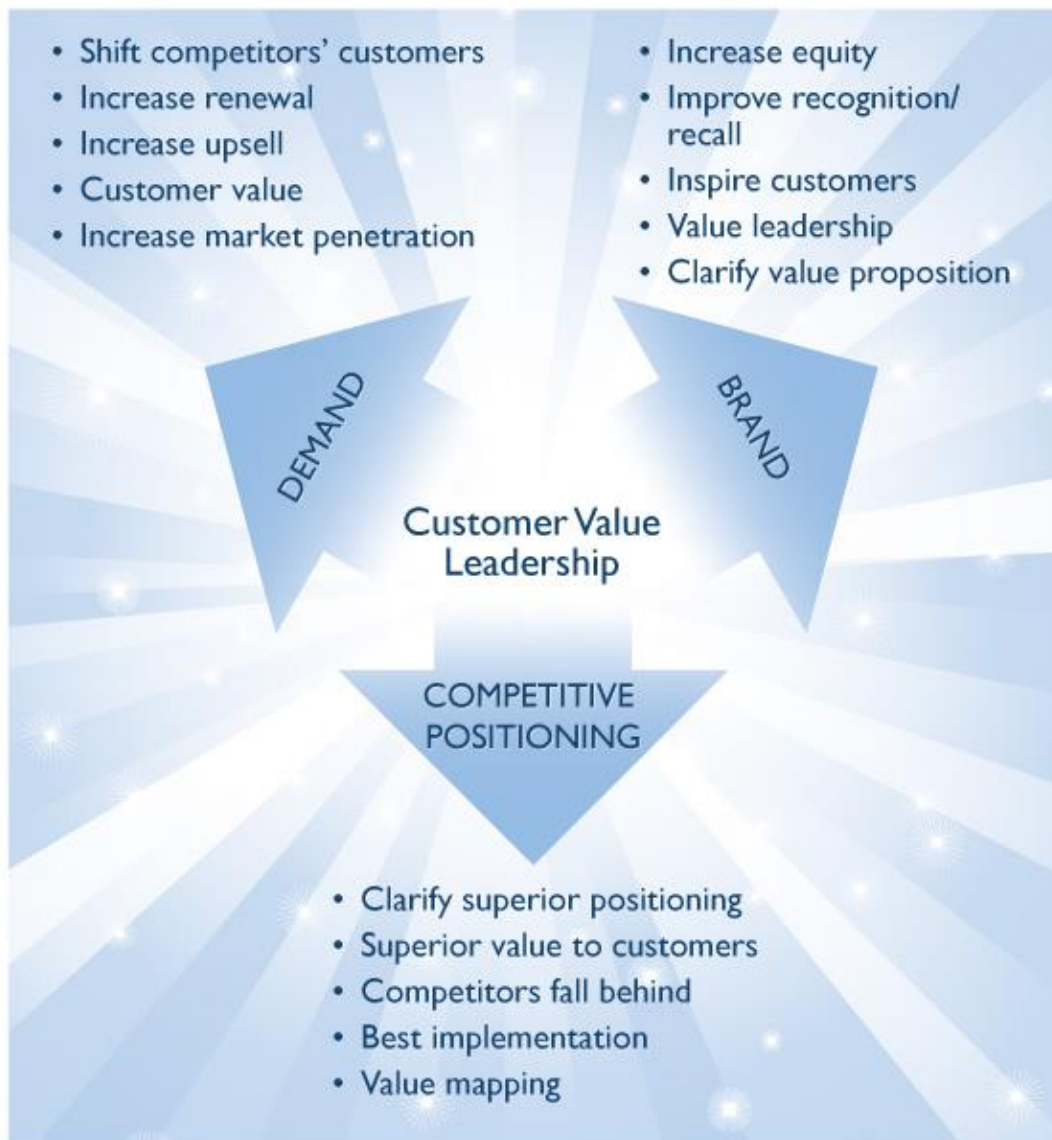 • Shift competitors’ customers
• Increase renewal
• Increase upsell
• Customer value
• Increase market penetration
• Increase equity
• Improve recognition/
recall
• Inspire customers
• Value leadership
• Clarify value proposition
DEMAND
BRAND
Customer Value
Leadership
COMPETITIVE
POSITIONING
• Clarify superior positioning
• Superior value to customers
• Competitors fall behind
• Best implementation
• Value mapping